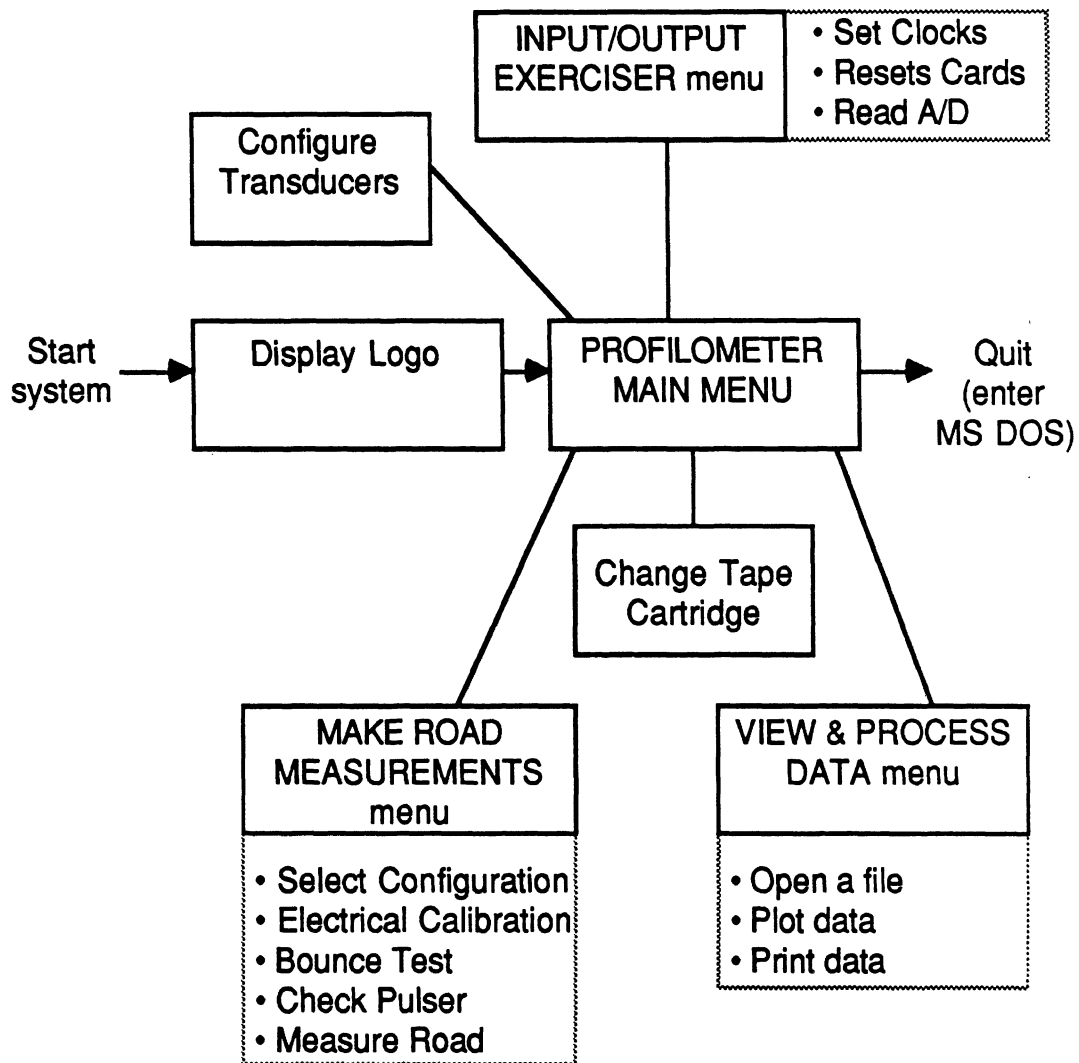 INPUT/OUTPUT
EXERCISER menu
• Set Clocks
• Resets Cards
• Read A/D
Configure
Transducers
Start
system
Display Logo
PROFILOMETER
MAIN MENU
Quit
(enter
MS DOS)
Change Tape
Cartridge
MAKE ROAD
MEASUREMENTS
menu
• Select Configuration
• Electrical Calibration
• Bounce Test
• Check Pulser
• Measure Road
VIEW & PROCESS
DATA menu
• Open a file
• Plot data
• Print data